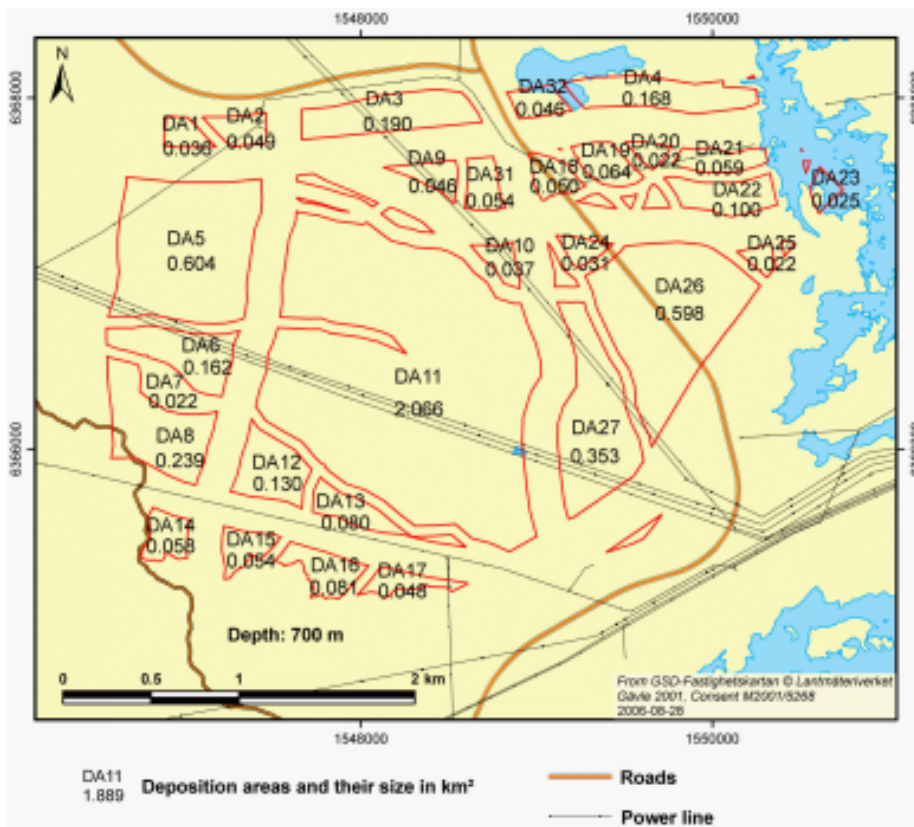 1548000 1550000
N
6368000
DA32
0.046
DA4
0.168
DA3
0.190
DA1
0.036
DA2
0.049
DA9
0.046
DA31
0.054
DA18
0.050
DA19
0.064
DA20
0.022
DA21
0.059
DA22
0.100
DA23
0.025
DA5
0.604
DA10
0.037
DA24
0.031
DA25
0.022
DA26
0.598
DA6
0.162
DA7
0.022
DA8
0.239
DA11
2.066
DA27
0.353
6366000
DA12
0.130
DA13
0.080
DA14
0.058
DA15
0.054
DA16
0.081
DA17
0.048
Depth: 700 m
0 0.5 1 2 km
From GSD-Fastighetskartan © Lantmäteriverket
Gävle 2001, Consent M2001/5268
2006-08-28
1548000 1550000
DA11
1.889
Deposition areas and their size in km²
Roads
Power line